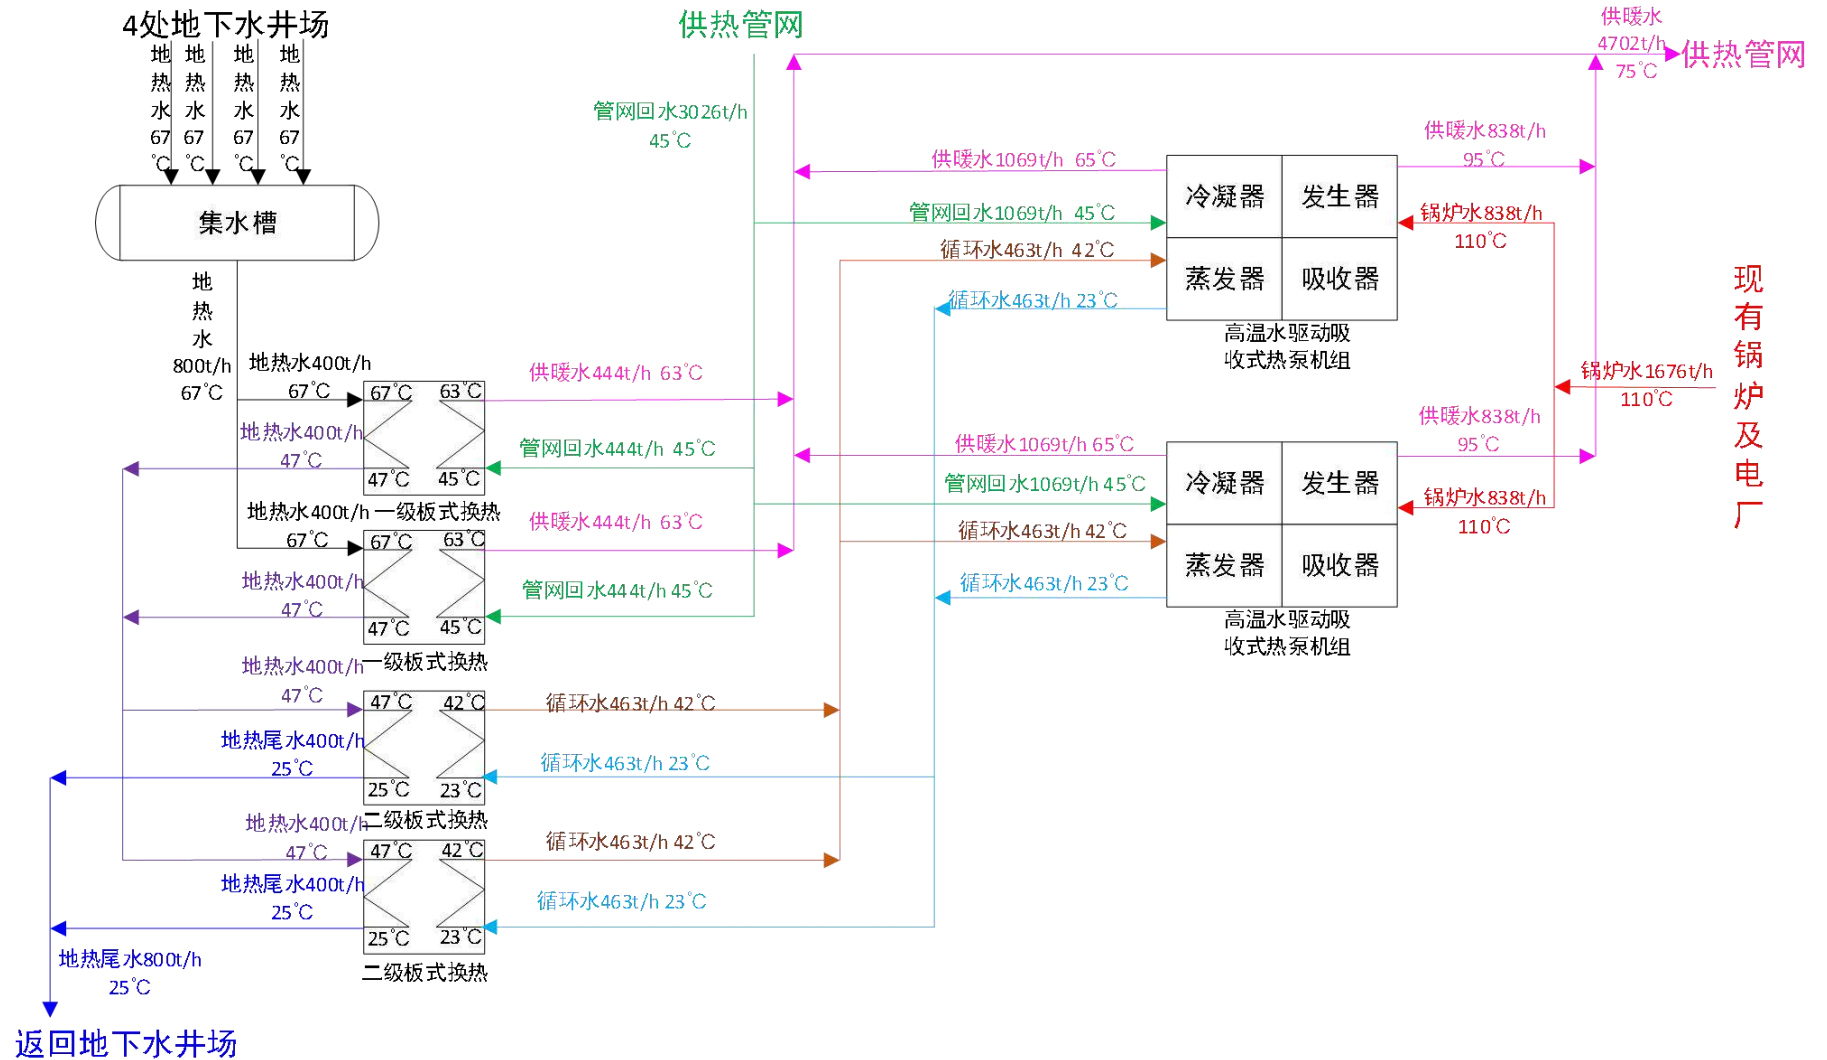 4处地下水井场
地热水67℃
地热水67℃
地热水67℃
地热水67℃
集水槽
地热水
800t/h
67℃
地热水400t/h
67℃
67℃
63℃
供暖水444t/h 63℃
地热水400t/h
47℃
47℃
45℃
管网回水444t/h 45℃
一级板式换热
地热水400t/h
67℃
67℃
63℃
供暖水444t/h 63℃
地热水400t/h
47℃
47℃
45℃
管网回水444t/h 45℃
一级板式换热
地热水400t/h
47℃
47℃
42℃
循环水463t/h 42℃
地热尾水400t/h
25℃
25℃
23℃
循环水463t/h 23℃
二级板式换热
地热水400t/h
47℃
47℃
42℃
循环水463t/h 42℃
地热尾水400t/h
25℃
25℃
23℃
循环水463t/h 23℃
二级板式换热
地热尾水800t/h
25℃
返回地下水井场
供热管网
管网回水3026t/h
45℃
供暖水1069t/h 65℃
管网回水1069t/h 45℃
循环水463t/h 42℃
循环水463t/h 23℃
冷凝器
发生器
蒸发器
吸收器
高温水驱动吸
收式热泵机组
供暖水838t/h
95℃
锅炉水838t/h
110℃
供暖水1069t/h 65℃
管网回水1069t/h 45℃
循环水463t/h 42℃
循环水463t/h 23℃
冷凝器
发生器
蒸发器
吸收器
高温水驱动吸
收式热泵机组
供暖水838t/h
95℃
锅炉水838t/h
110℃
供暖水
4702t/h
75℃
供热管网
锅炉水1676t/h
110℃
现有锅炉及电厂